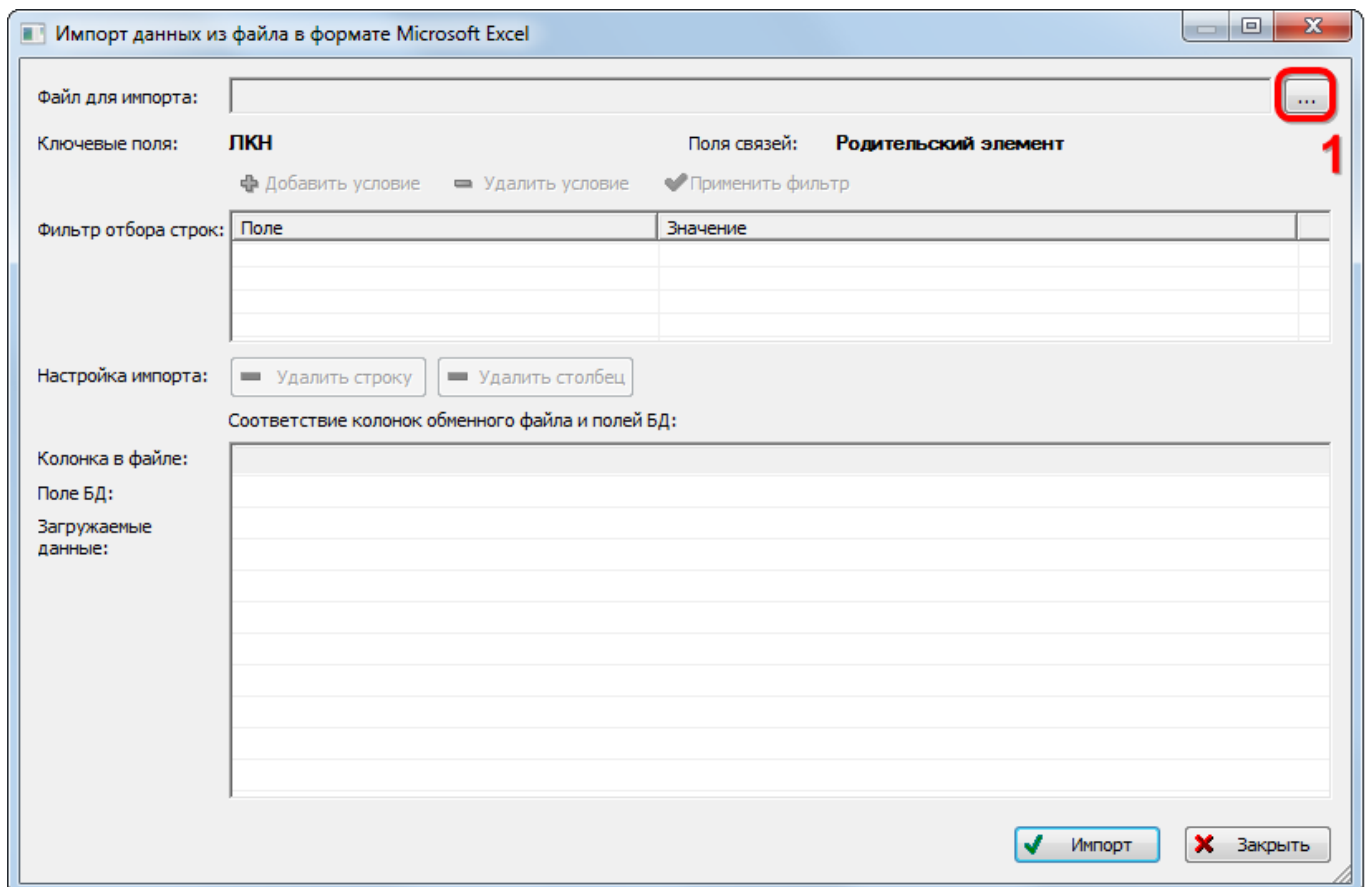 Импорт данных из файла в формате Microsoft Excel
Файл для импорта: ...
Ключевые поля: ЛКН Поля связей: Родительский элемент 1
Добавить условие Удалить условие Применить фильтр
Фильтр отбора строк: Поле Значение
Настройка импорта: Удалить строку Удалить столбец
Соответствие колонок обменного файла и полей БД:
Колонка в файле:
Поле БД:
Загружаемые
данные:
Импорт Закрыть